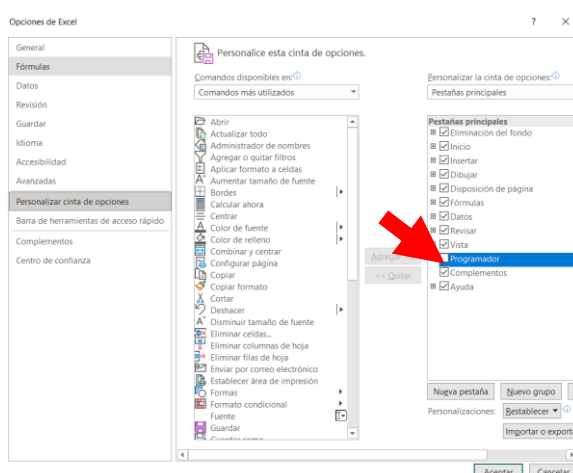 Opciones de Excel
?
General
Fórmulas
Datos
Revisión
Guardar
Idioma
Accesibilidad
Avanzadas
Personalizar cinta de opciones
Barra de herramientas de acceso rápido
Complementos
Centro de confianza
Personalice esta cinta de opciones.
Comandos disponibles en:
Comandos más utilizados
Abrir
Actualizar todo
Administrador de nombres
Agregar o quitar filtros
Aplicar formato a celdas
Aumentar tamaño de fuente
Bordes
Calcular ahora
Centrar
Color de fuente
Color de relleno
Combinar y centrar
Configurar página
Copiar
Copiar formato
Cortar
Deshacer
Disminuir tamaño de fuente
Eliminar celdas...
Eliminar columnas de hoja
Eliminar filas de hoja
Enviar por correo electrónico
Establecer área de impresión
Formas
Formato condicional
Fuente
Guardar
Guardar como
<< Quitar
Personalizar la cinta de opciones:
Pestañas principales
Pestañas principales
Eliminación del fondo
Inicio
Insertar
Dibujar
Disposición de página
Fórmulas
Datos
Revisar
Vista
Programador
Complementos
Ayuda
Nueva pestaña
Nuevo grupo
Personalizaciones:
Restablecer
Importar o exporta
Aceptar
Cancelar